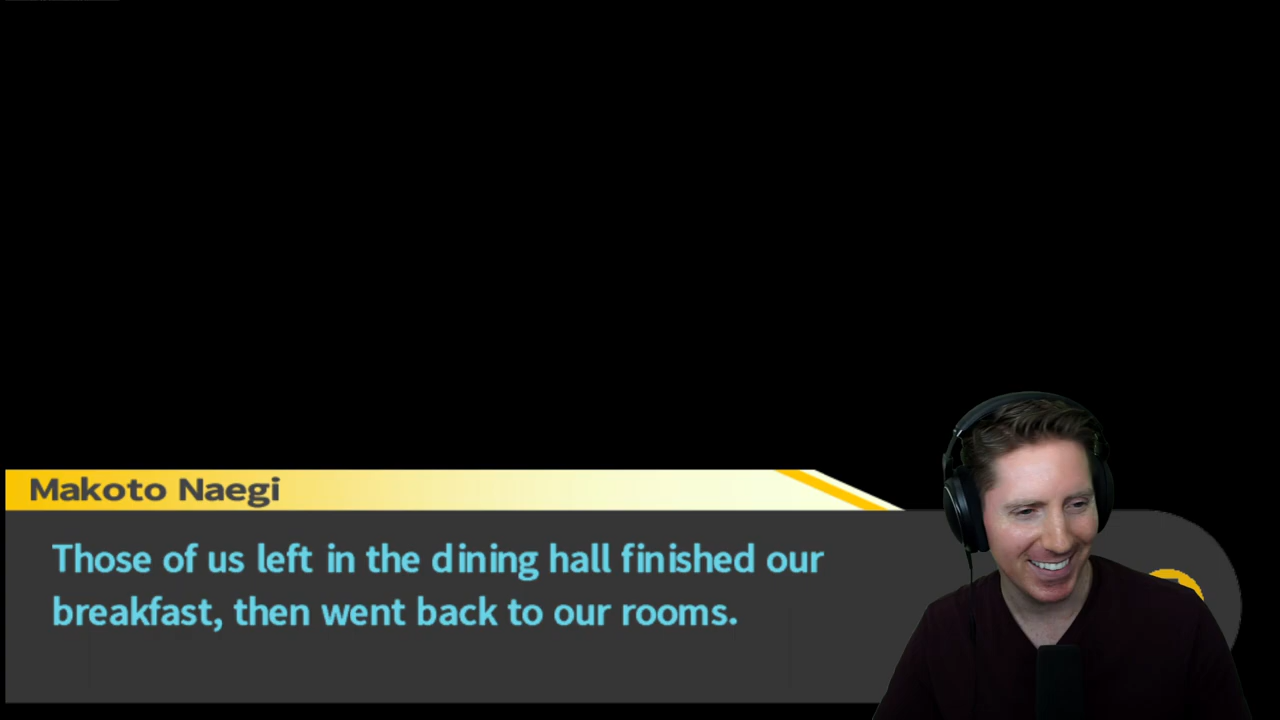 Makoto Naegi
Those of us left in the dining hall finished our
breakfast, then went back to our rooms.